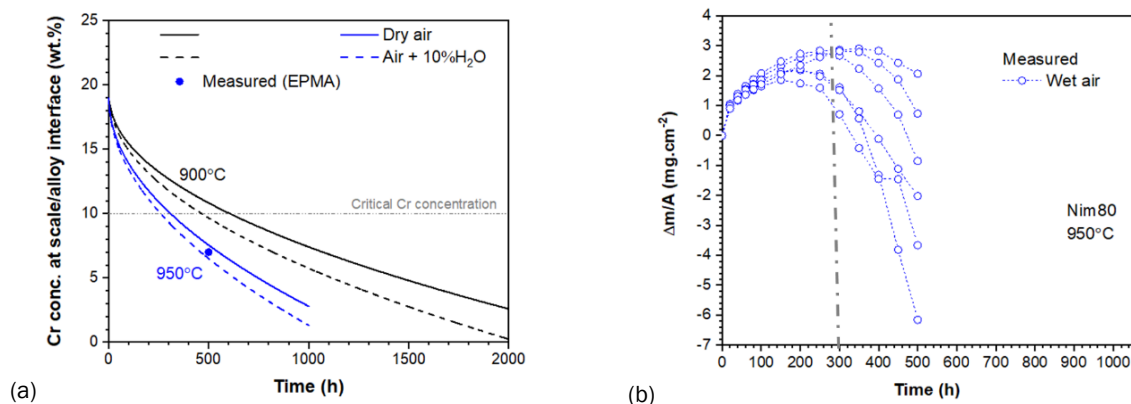 25
20
15
10
5
0
Cr conc. at scale/alloy interface (wt.%)
Dry air
Air + 10%H₂O
Measured (EPMA)
900°C
Critical Cr concentration
950°C
0 500 1000 1500 2000
Time (h)
(a)
4
3
2
1
0
-1
-2
-3
-4
-5
-6
-7
Δm/A (mg.cm⁻²)
Measured
Wet air
Nim80
950°C
0 100 200 300 400 500 600 700 800 900 1000
Time (h)
(b)